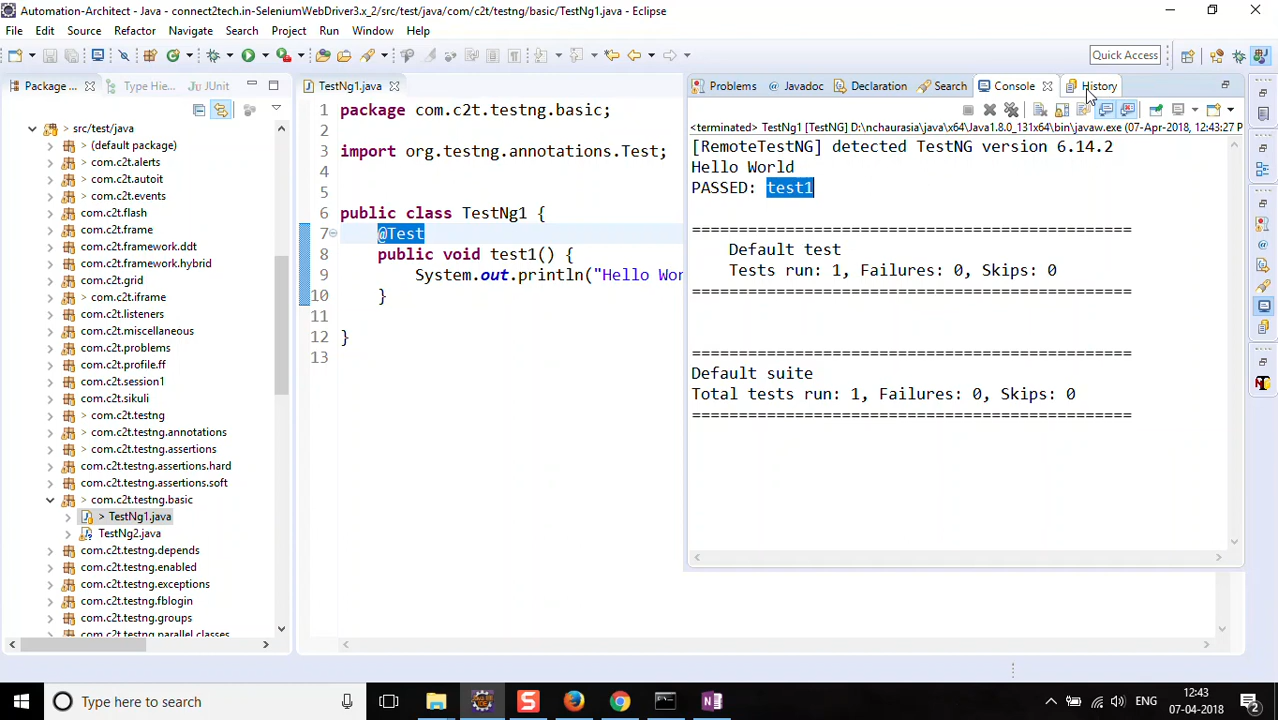 Automation-Architect - Java - connect2tech.in-SeleniumWebDriver3.x_2/src/test/java/com/c2t/testng/basic/TestNg1.java - Eclipse
File Edit Source Refactor Navigate Search Project Run Window Help
Quick Access
Package ... Type Hie... JUnit
src/test/java
(default package)
> com.c2t.alerts
> com.c2t.autoit
> com.c2t.events
com.c2t.flash
com.c2t.frame
com.c2t.framework.ddt
com.c2t.framework.hybrid
com.c2t.grid
> com.c2t.iframe
com.c2t.listeners
com.c2t.miscellaneous
com.c2t.problems
com.c2t.profile.ff
com.c2t.session1
com.c2t.sikuli
> com.c2t.testng
> com.c2t.testng.annotations
> com.c2t.testng.assertions
com.c2t.testng.assertions.hard
com.c2t.testng.assertions.soft
> com.c2t.testng.basic
> TestNg1.java
TestNg2.java
com.c2t.testng.depends
com.c2t.testng.enabled
com.c2t.testng.exceptions
com.c2t.testng.fblogin
com.c2t.testng.groups
com.c2t.testng.parallel.classes
TestNg1.java
1 package com.c2t.testng.basic;
2
3 import org.testng.annotations.Test;
4
5
6 public class TestNg1 {
7 @Test
8 public void test1() {
9 System.out.println("Hello Wor
10 }
11
12 }
13
Problems @ Javadoc Declaration Search Console History
<terminated> TestNg1 [TestNG] D:\nchaurasia\java\x64\Java1.8.0_131x64\bin\javaw.exe (07-Apr-2018, 12:43:27 P
[RemoteTestNG] detected TestNG version 6.14.2
Hello World
PASSED: test1
===============================================
Default test
Tests run: 1, Failures: 0, Skips: 0
===============================================
===============================================
Default suite
Total tests run: 1, Failures: 0, Skips: 0
===============================================
Type here to search
ENG
12:43
07-04-2018
2